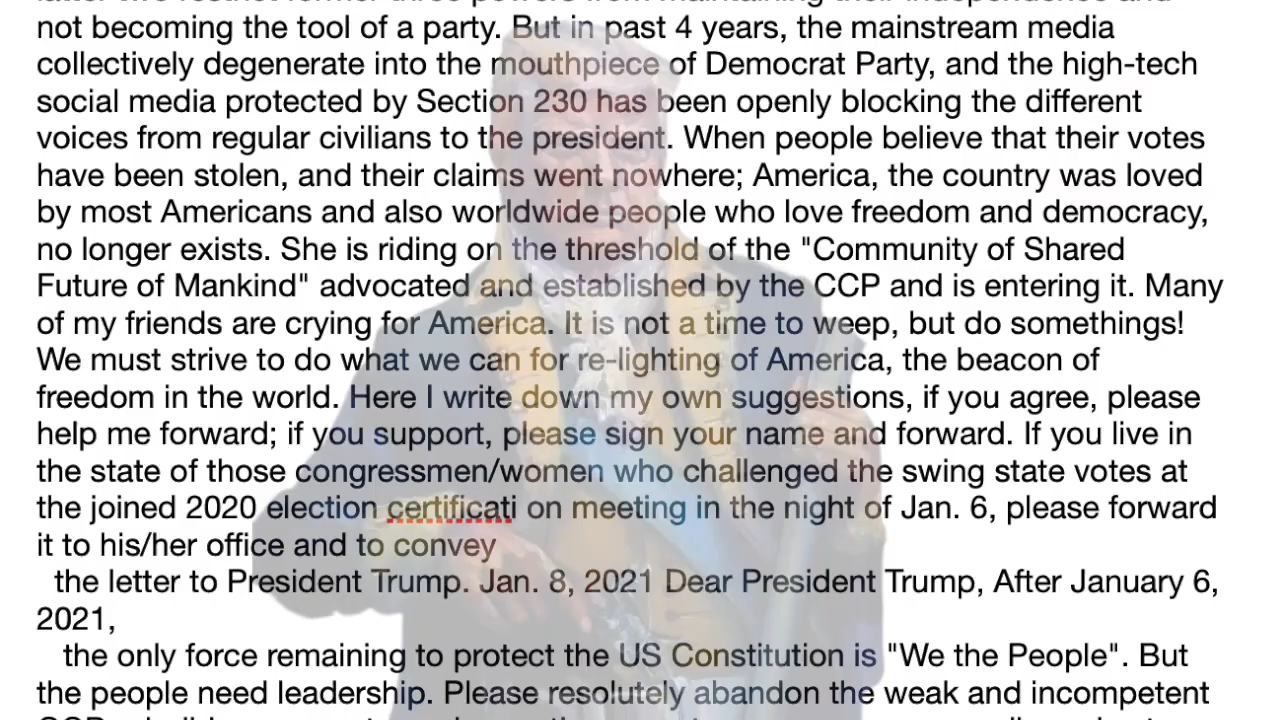 not becoming the tool of a party. But in past 4 years, the mainstream media
collectively degenerate into the mouthpiece of Democrat Party, and the high-tech
social media protected by Section 230 has been openly blocking the different
voices from regular civilians to the president. When people believe that their votes
have been stolen, and their claims went nowhere; America, the country was loved
by most Americans and also worldwide people who love freedom and democracy,
no longer exists. She is riding on the threshold of the "Community of Shared
Future of Mankind" advocated and established by the CCP and is entering it. Many
of my friends are crying for America. It is not a time to weep, but do somethings!
We must strive to do what we can for re-lighting of America, the beacon of
freedom in the world. Here I write down my own suggestions, if you agree, please
help me forward; if you support, please sign your name and forward. If you live in
the state of those congressmen/women who challenged the swing state votes at
the joined 2020 election certificati on meeting in the night of Jan. 6, please forward
it to his/her office and to convey
the letter to President Trump. Jan. 8, 2021 Dear President Trump, After January 6,
2021,
the only force remaining to protect the US Constitution is "We the People". But
the people need leadership. Please resolutely abandon the weak and incompetent